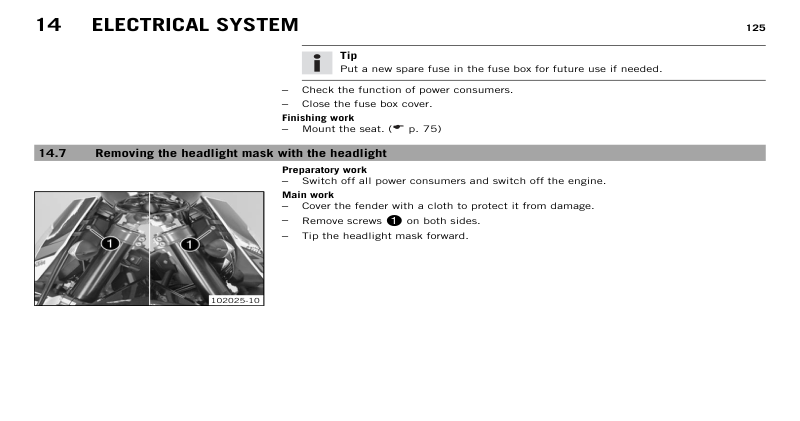 14 ELECTRICAL SYSTEM 125
Tip
Put a new spare fuse in the fuse box for future use if needed.
– Check the function of power consumers.
– Close the fuse box cover.
Finishing work
– Mount the seat. (☛ p. 75)
14.7 Removing the headlight mask with the headlight
Preparatory work
– Switch off all power consumers and switch off the engine.
Main work
– Cover the fender with a cloth to protect it from damage.
– Remove screws 1 on both sides.
– Tip the headlight mask forward.
1 1
102025-10